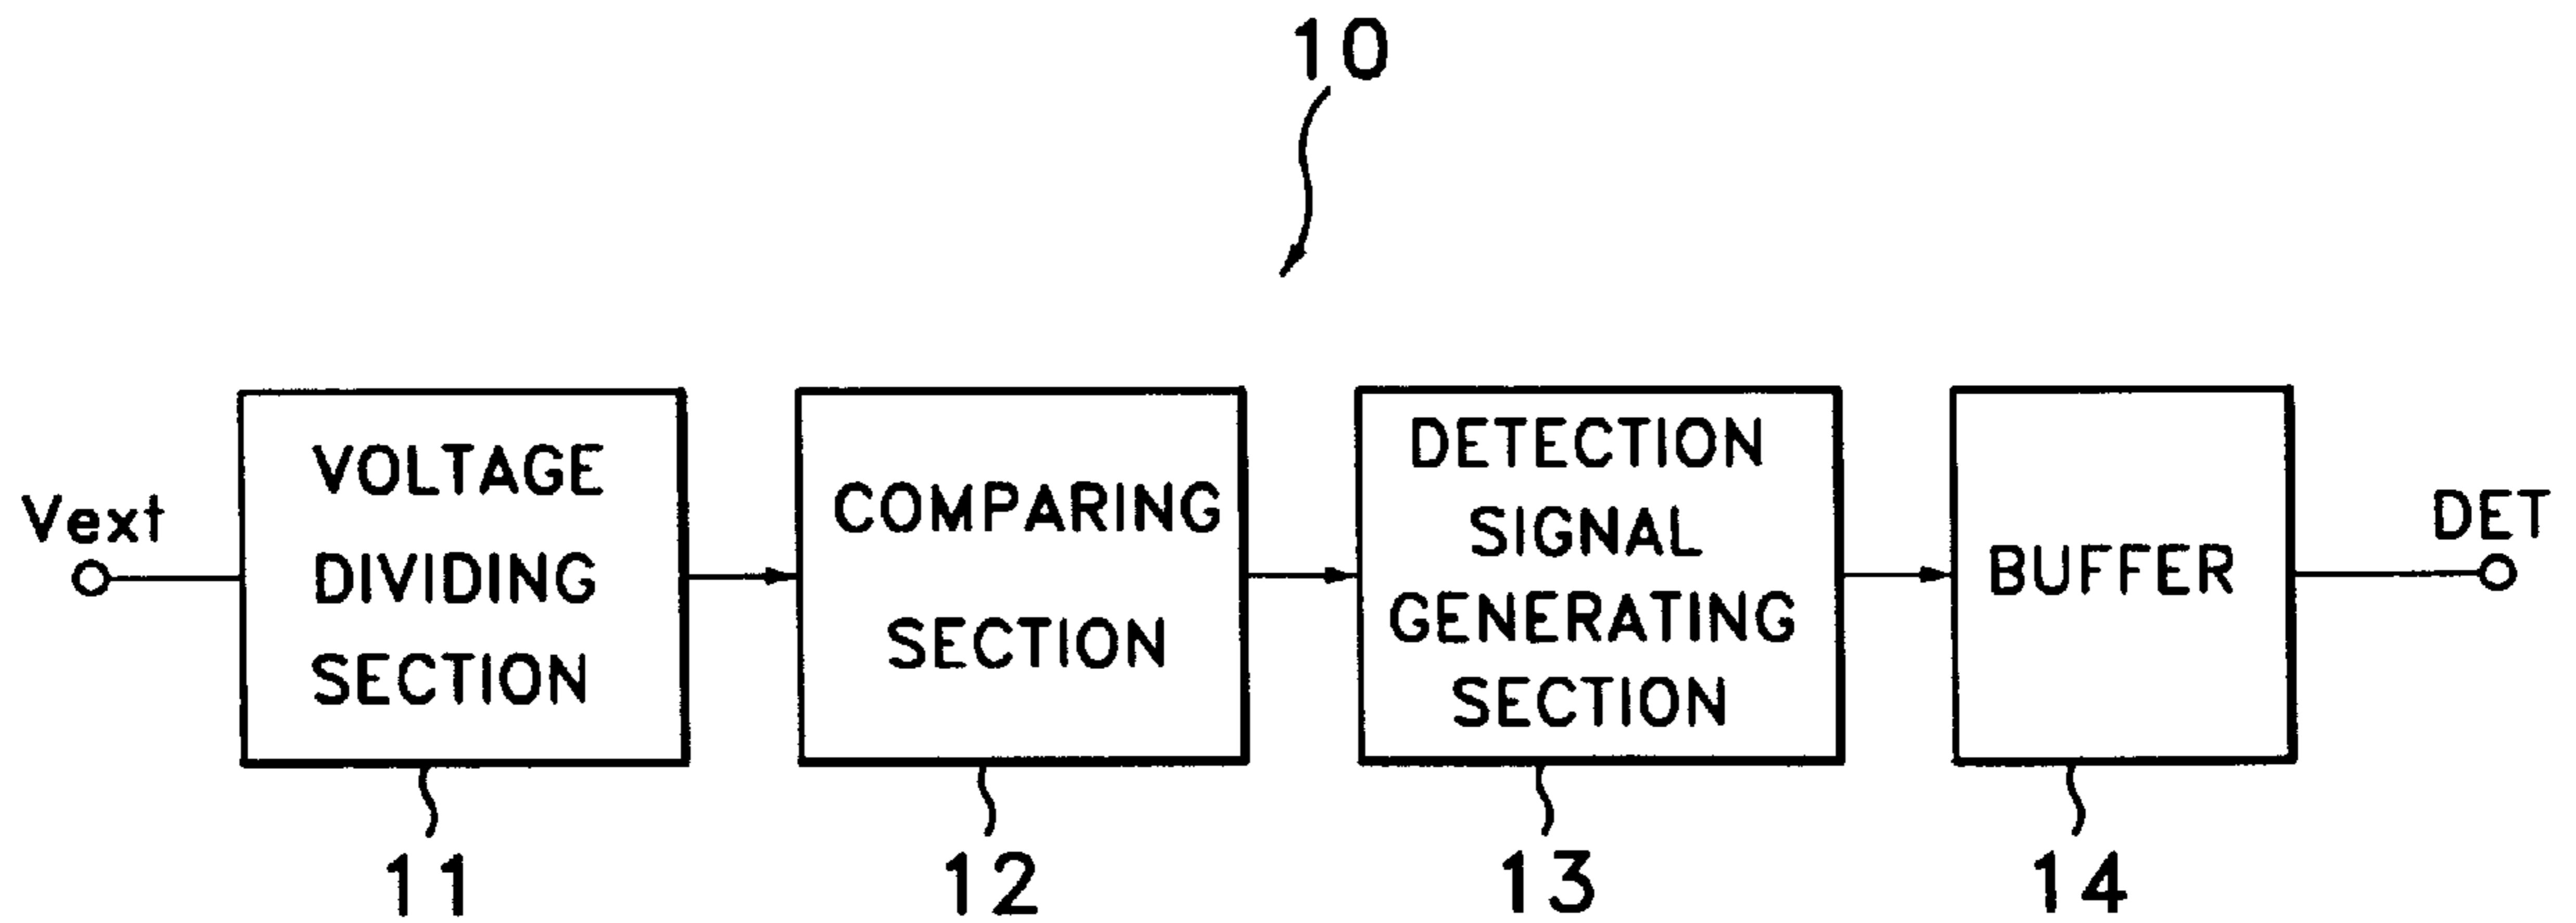 10
Vext
VOLTAGE
DIVIDING
SECTION
COMPARING
SECTION
DETECTION
SIGNAL
GENERATING
SECTION
BUFFER
DET
11
12
13
14